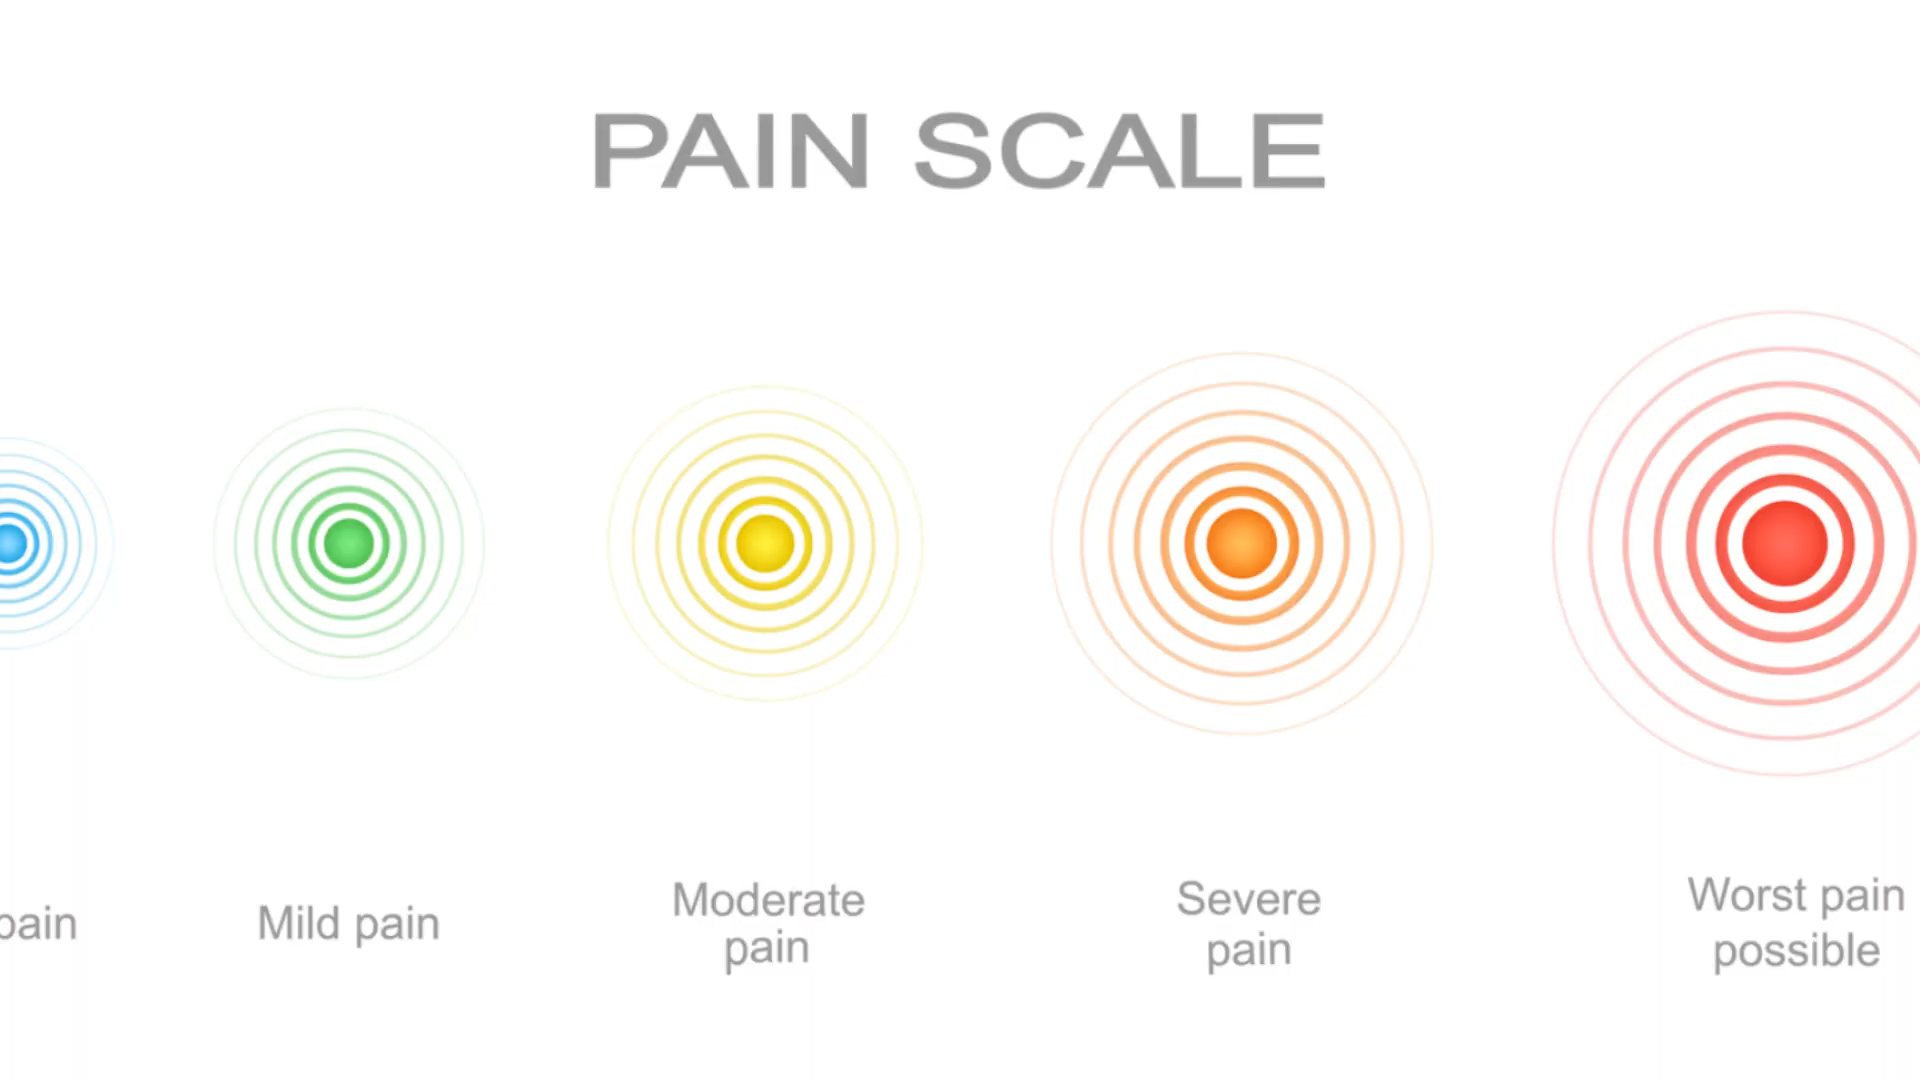 PAIN SCALE
pain
Mild pain
Moderate
pain
Severe
pain
Worst pain
possible